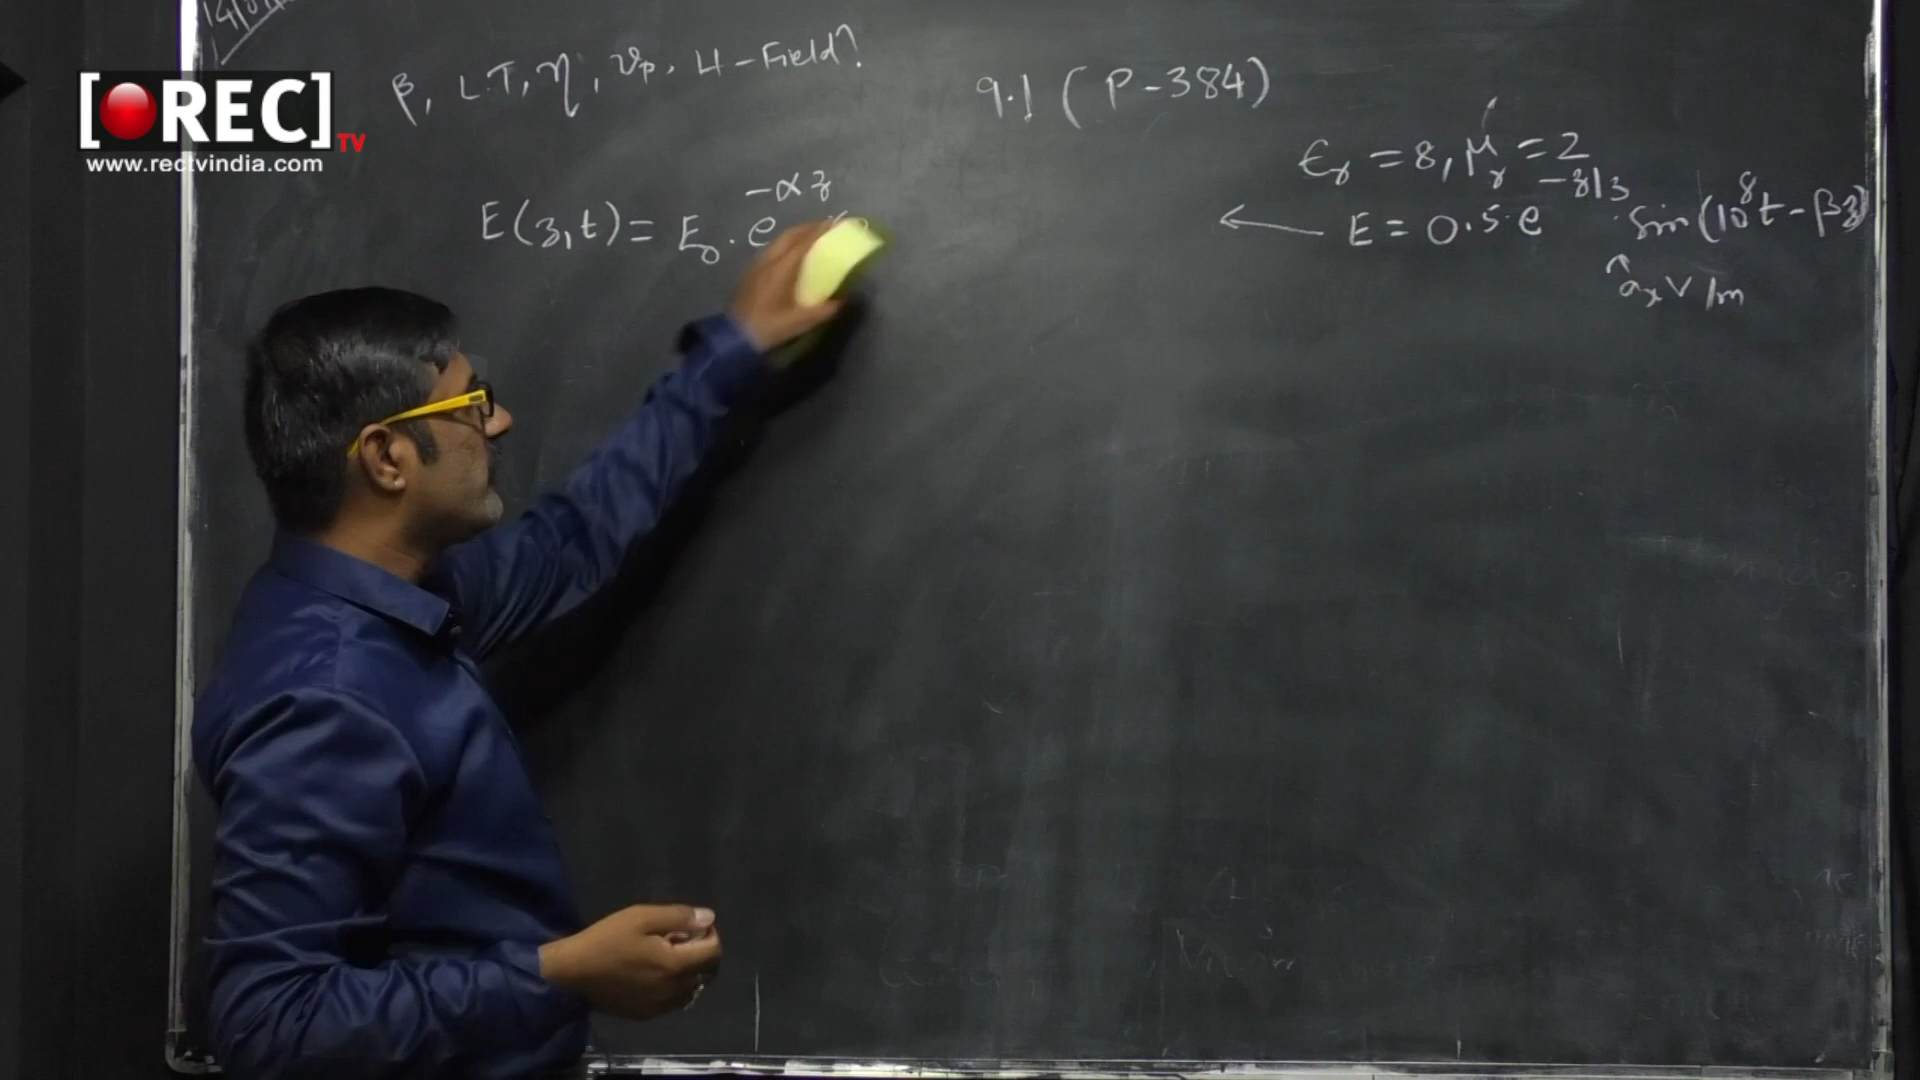 [REC] TV
www.rectvindia.com
β, L.T, η, υp, H-Field?
9.1 (P-384)
εr = 8, μr = 2
E(z,t) = E0 . e^-αz
E = 0.5 e^-z/3 . sin(10^8 t - βz)
âx V/m